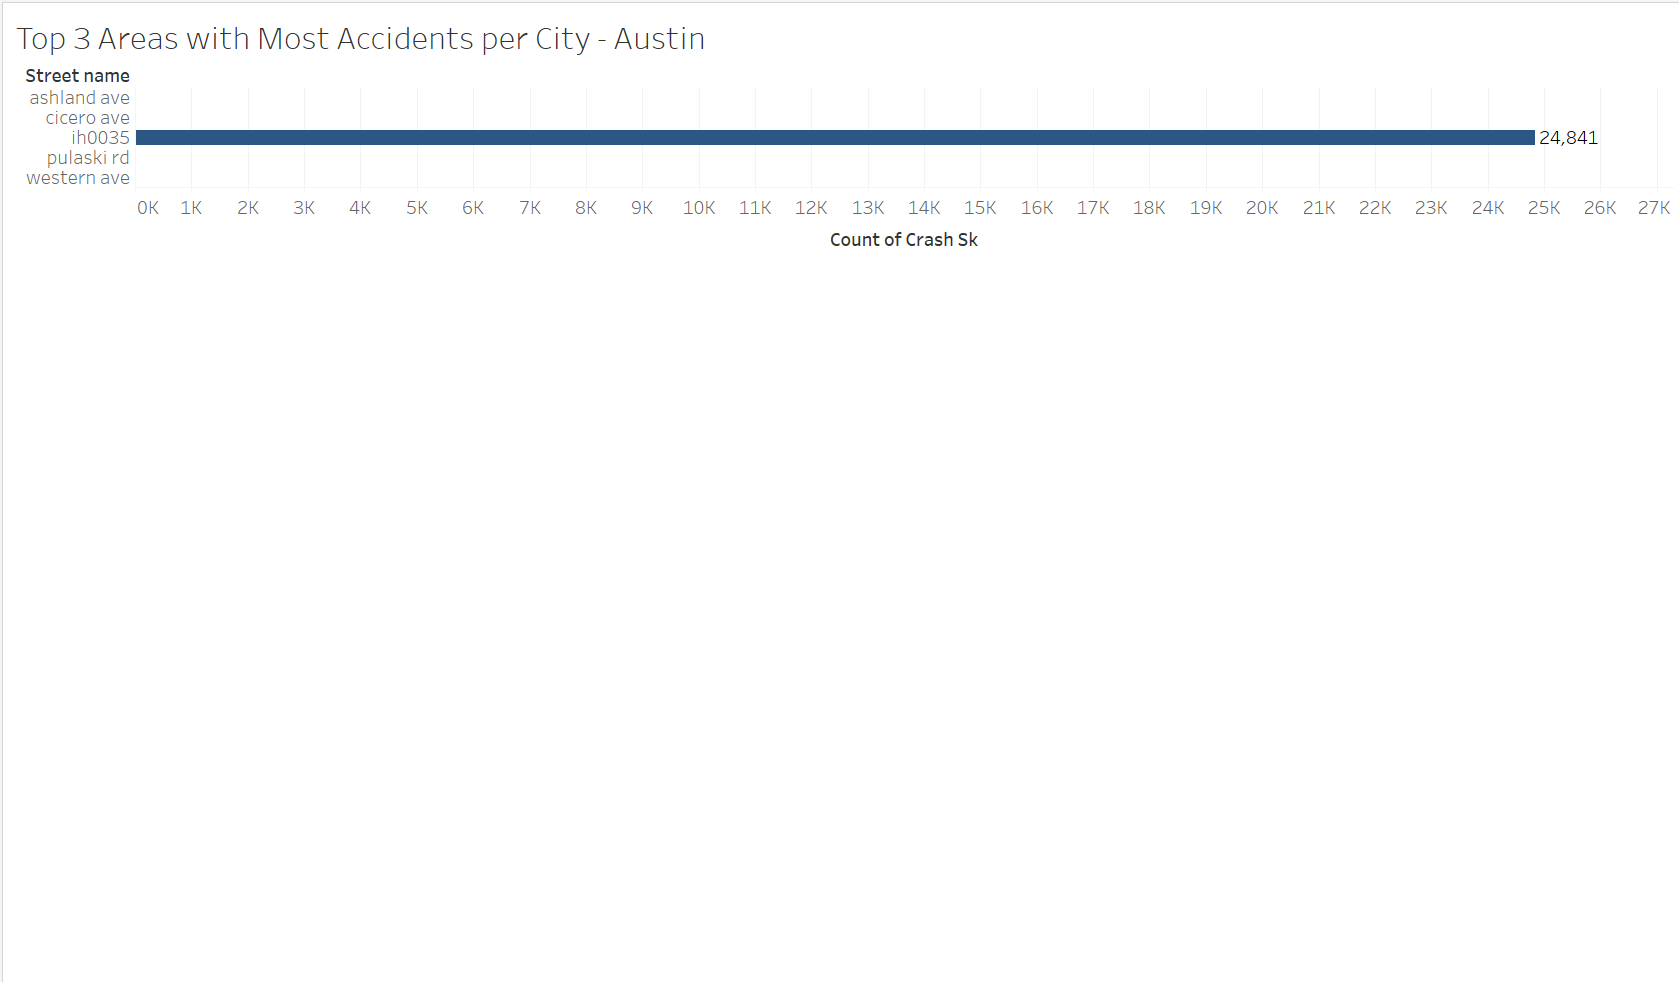 Top 3 Areas with Most Accidents per City - Austin
Street name
ashland ave
cicero ave
ih0035 24,841
pulaski rd
western ave
0K 1K 2K 3K 4K 5K 6K 7K 8K 9K 10K 11K 12K 13K 14K 15K 16K 17K 18K 19K 20K 21K 22K 23K 24K 25K 26K 27K
Count of Crash Sk